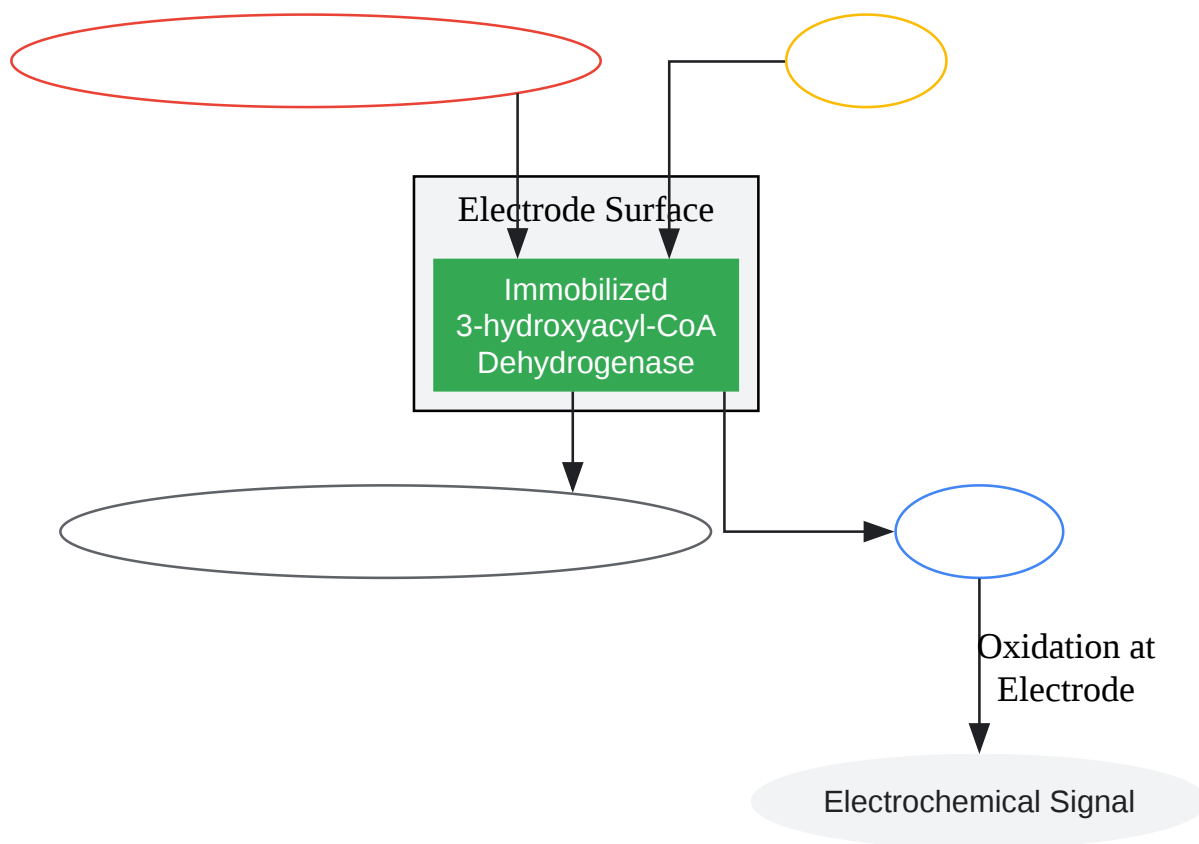 Electrode Surface
Immobilized
3-hydroxyacyl-CoA
Dehydrogenase
Oxidation at
Electrode
Electrochemical Signal